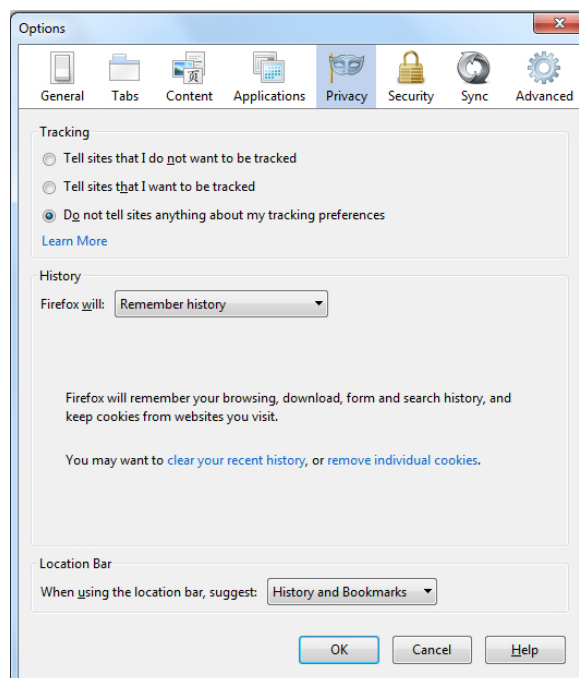 Options
General Tabs Content Applications Privacy Security Sync Advanced
Tracking
Tell sites that I do not want to be tracked
Tell sites that I want to be tracked
Do not tell sites anything about my tracking preferences
Learn More
History
Firefox will: Remember history
Firefox will remember your browsing, download, form and search history, and
keep cookies from websites you visit.
You may want to clear your recent history, or remove individual cookies.
Location Bar
When using the location bar, suggest: History and Bookmarks
OK Cancel Help